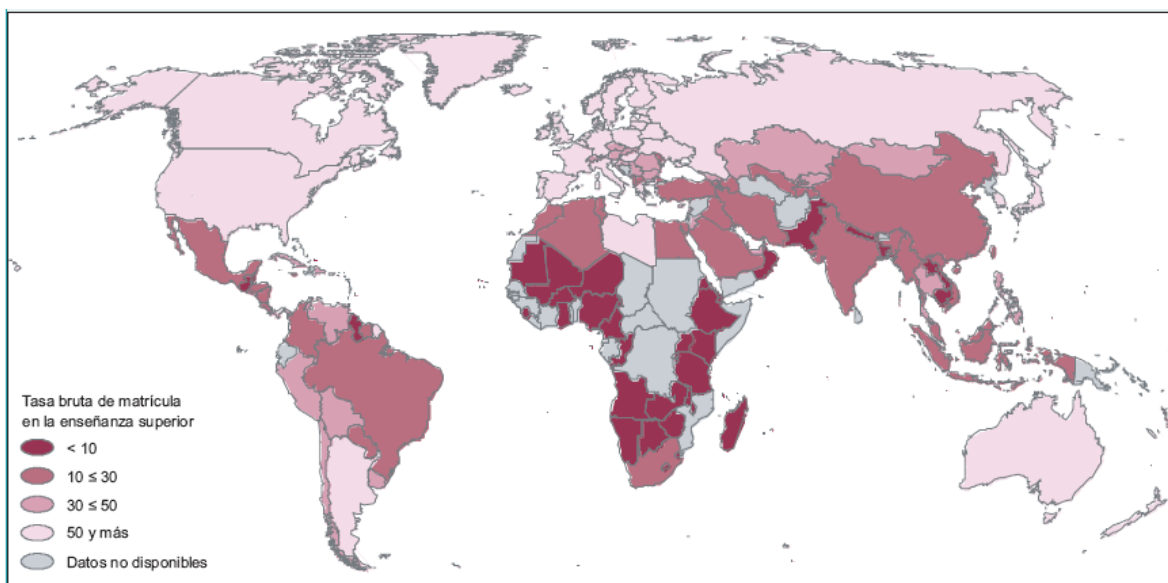 Tasa bruta de matrícula
en la enseñanza superior
< 10
10 ≤ 30
30 ≤ 50
50 y más
Datos no disponibles